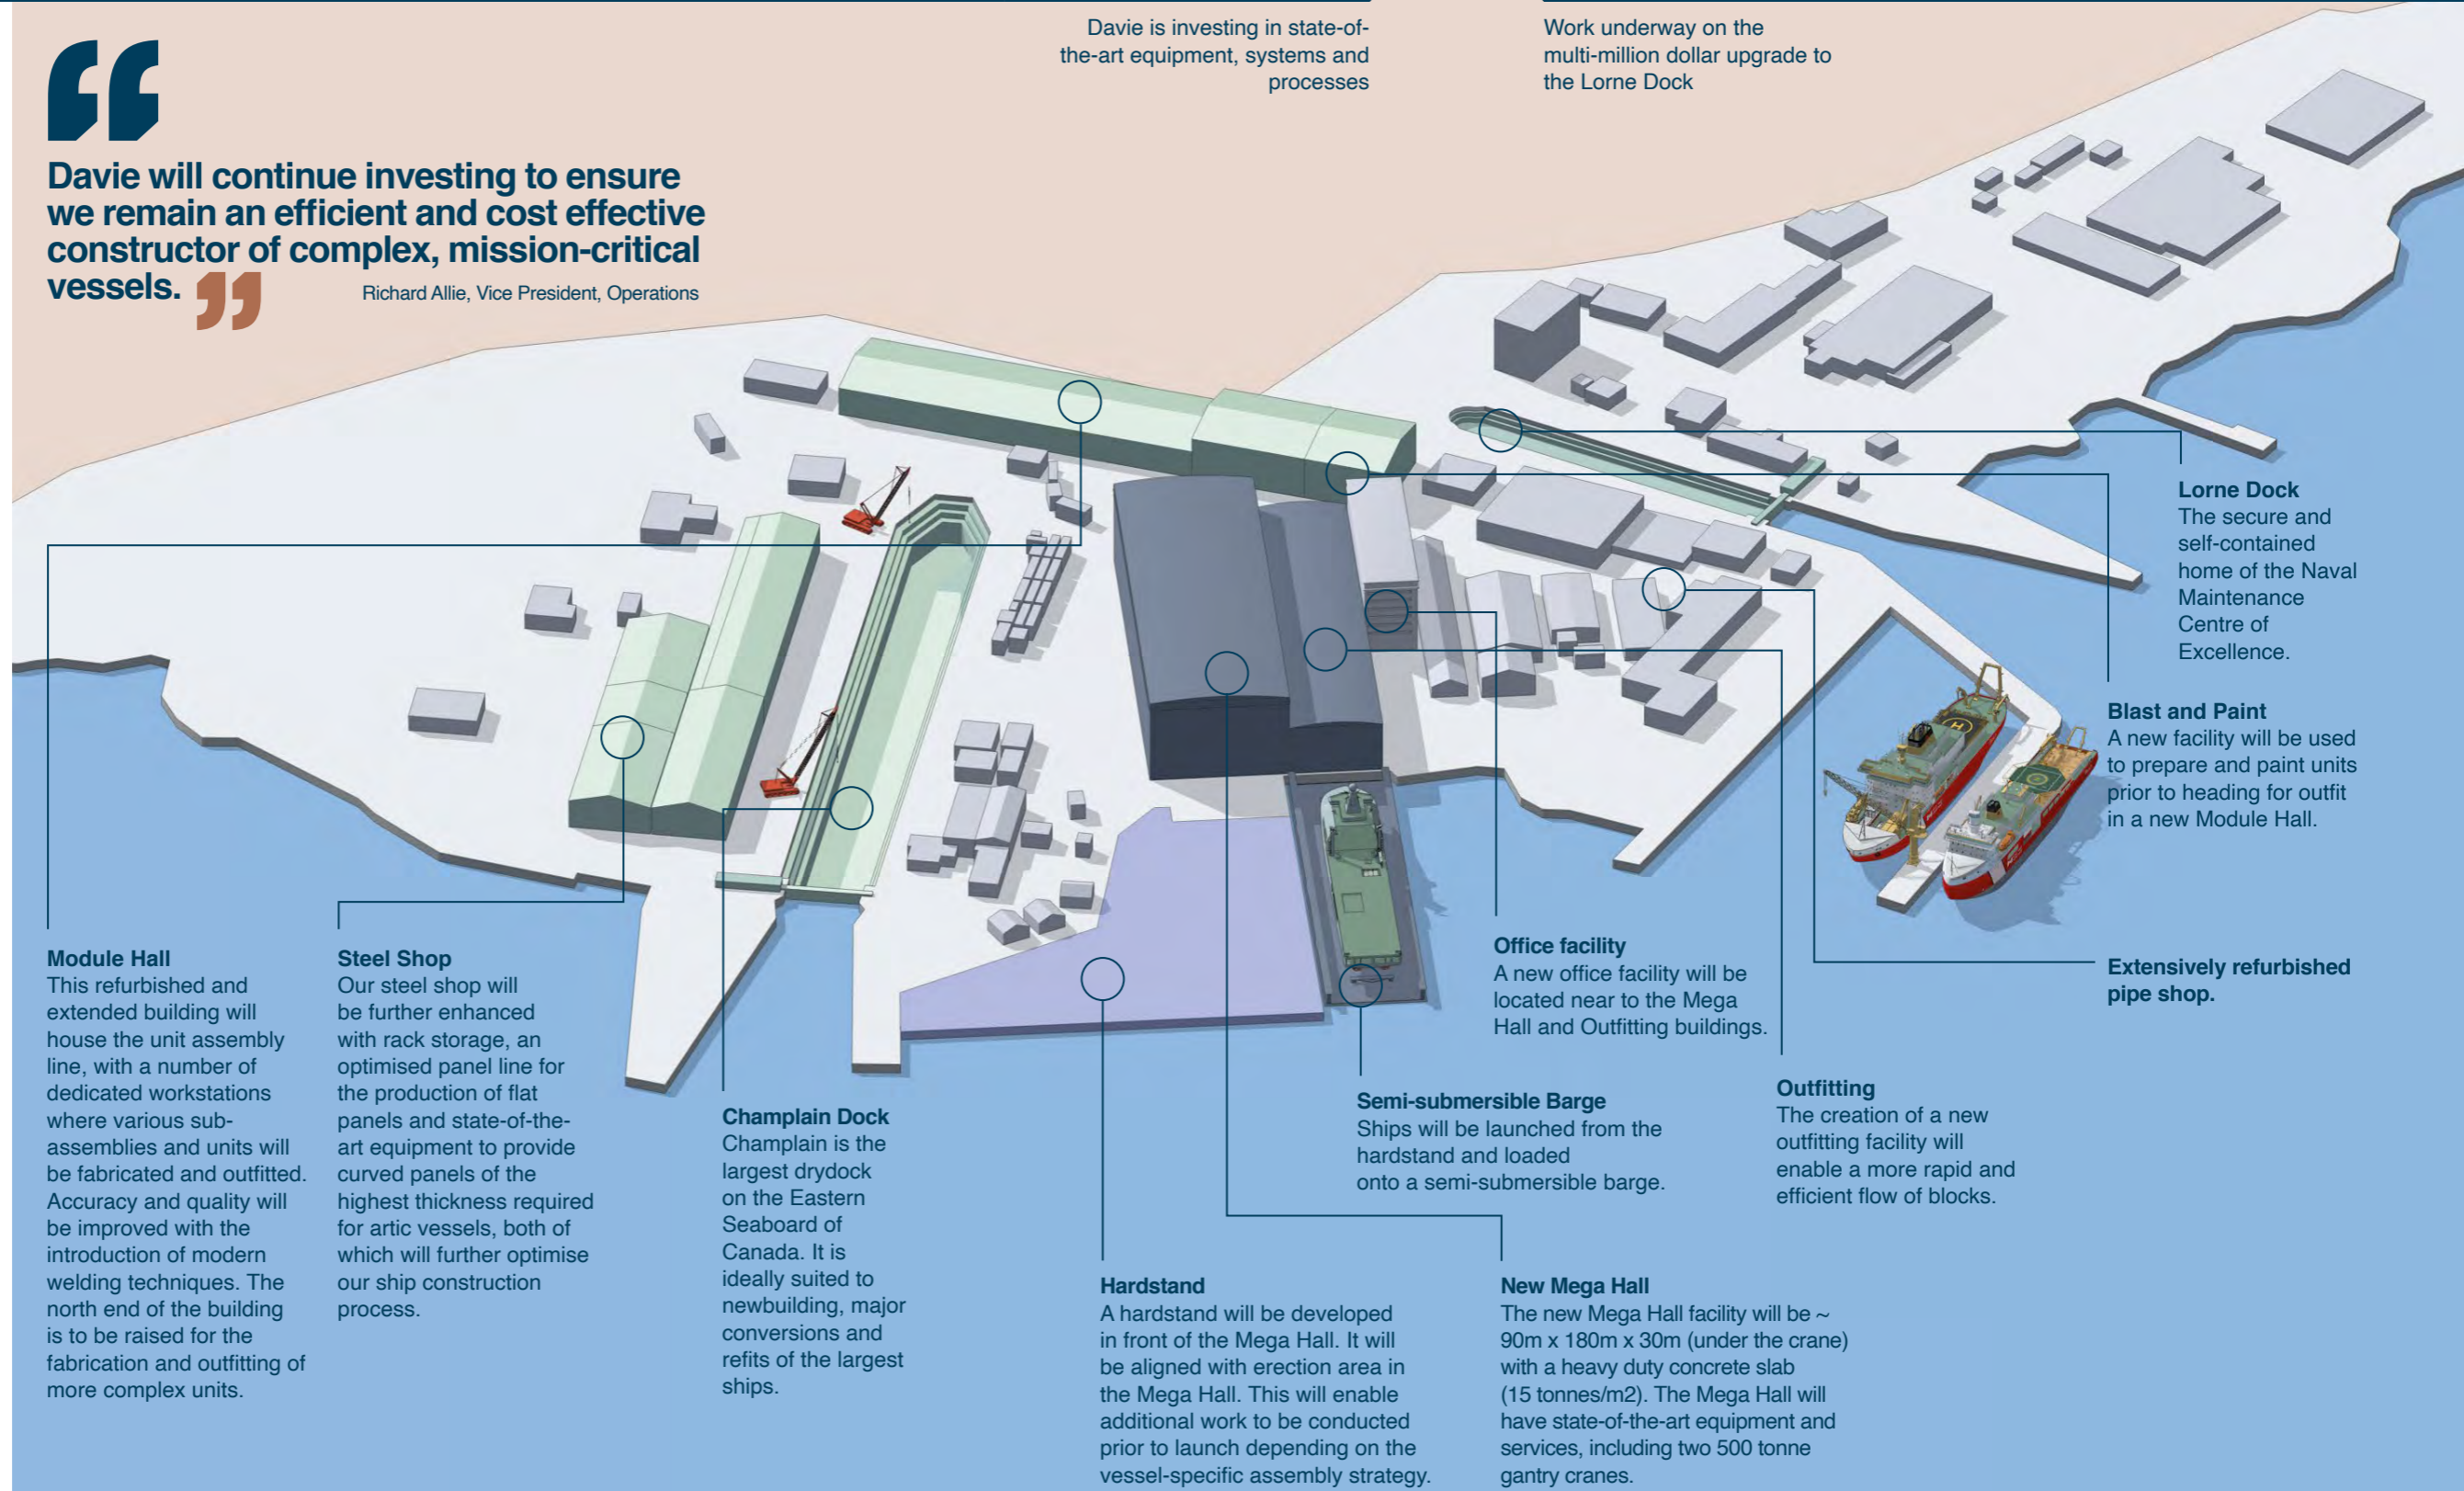 Davie is investing in state-of-
the-art equipment, systems and
processes
Work underway on the
multi-million dollar upgrade to
the Lorne Dock
“
Davie will continue investing to ensure
we remain an efficient and cost effective
constructor of complex, mission-critical
vessels. ”
Richard Allie, Vice President, Operations
Lorne Dock
The secure and
self-contained
home of the Naval
Maintenance
Centre of
Excellence.
Blast and Paint
A new facility will be used
to prepare and paint units
prior to heading for outfit
in a new Module Hall.
Extensively refurbished
pipe shop.
Module Hall
This refurbished and
extended building will
house the unit assembly
line, with a number of
dedicated workstations
where various sub-
assemblies and units will
be fabricated and outfitted.
Accuracy and quality will
be improved with the
introduction of modern
welding techniques. The
north end of the building
is to be raised for the
fabrication and outfitting of
more complex units.
Steel Shop
Our steel shop will
be further enhanced
with rack storage, an
optimised panel line for
the production of flat
panels and state-of-the-
art equipment to provide
curved panels of the
highest thickness required
for artic vessels, both of
which will further optimise
our ship construction
process.
Champlain Dock
Champlain is the
largest drydock
on the Eastern
Seaboard of
Canada. It is
ideally suited to
newbuilding, major
conversions and
refits of the largest
ships.
Office facility
A new office facility will be
located near to the Mega
Hall and Outfitting buildings.
Semi-submersible Barge
Ships will be launched from the
hardstand and loaded
onto a semi-submersible barge.
Outfitting
The creation of a new
outfitting facility will
enable a more rapid and
efficient flow of blocks.
Hardstand
A hardstand will be developed
in front of the Mega Hall. It will
be aligned with erection area in
the Mega Hall. This will enable
additional work to be conducted
prior to launch depending on the
vessel-specific assembly strategy.
New Mega Hall
The new Mega Hall facility will be ~
90m x 180m x 30m (under the crane)
with a heavy duty concrete slab
(15 tonnes/m2). The Mega Hall will
have state-of-the-art equipment and
services, including two 500 tonne
gantry cranes.
H